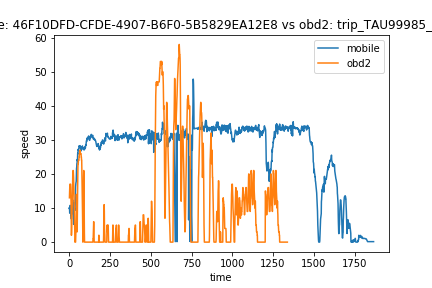 e: 46F10DFD-CFDE-4907-B6F0-5B5829EA12E8 vs obd2: trip_TAU99985_
mobile
obd2
60
50
40
30
20
10
0
speed
0 250 500 750 1000 1250 1500 1750
time